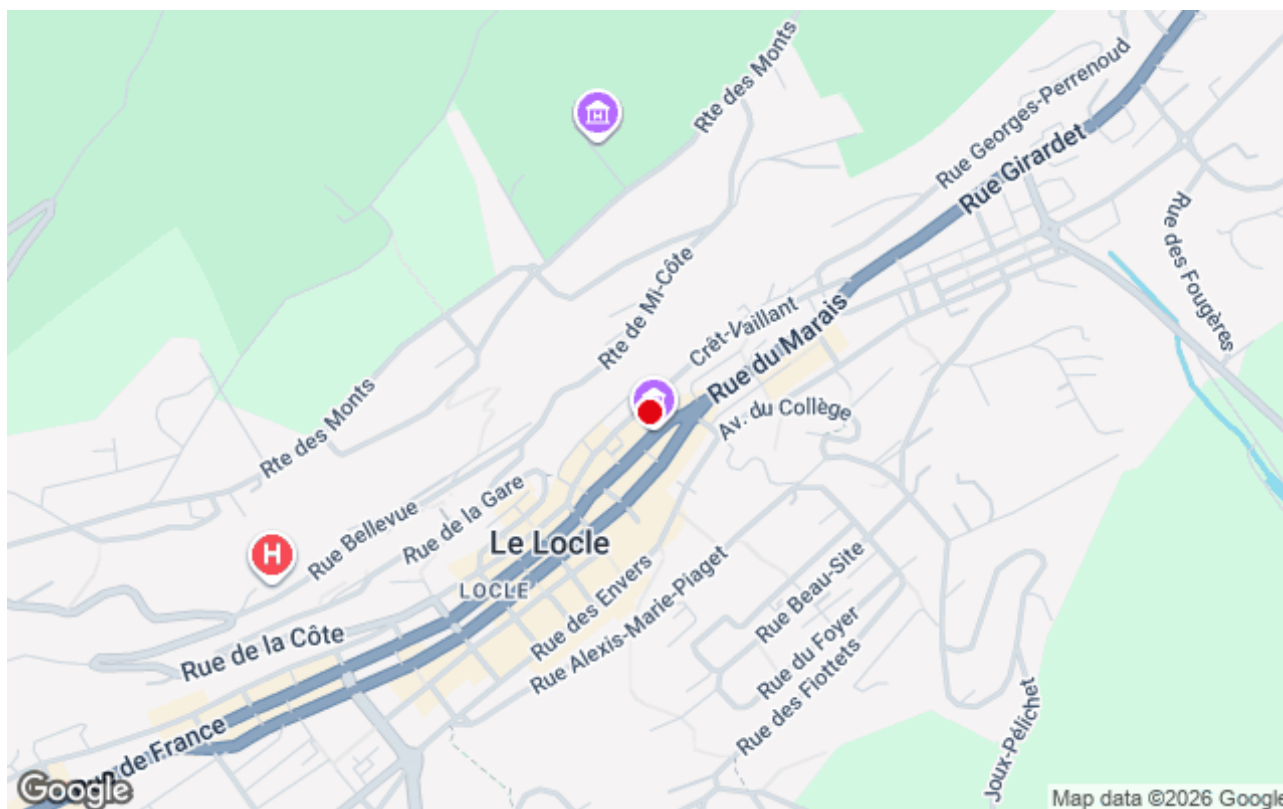 Rte des Monts
Rue Georges-Perrenoud
H
Rue Girardet
Rue des Fougères
Rte de Mi-Côte
Crêt-Vaillant
Rue du Marais
Av. du Collège
Rte des Monts
Rue de la Gare
Rue Bellevue
H
Le Locle
LOCLE
Rue des Envers
Rue Alexis-Marie-Piaget
Rue Beau-Site
Rue du Foyer
Rue des Fiottets
Rue de la Côte
Joux-Pélichet
Rue de France
Google
Map data ©2026 Google